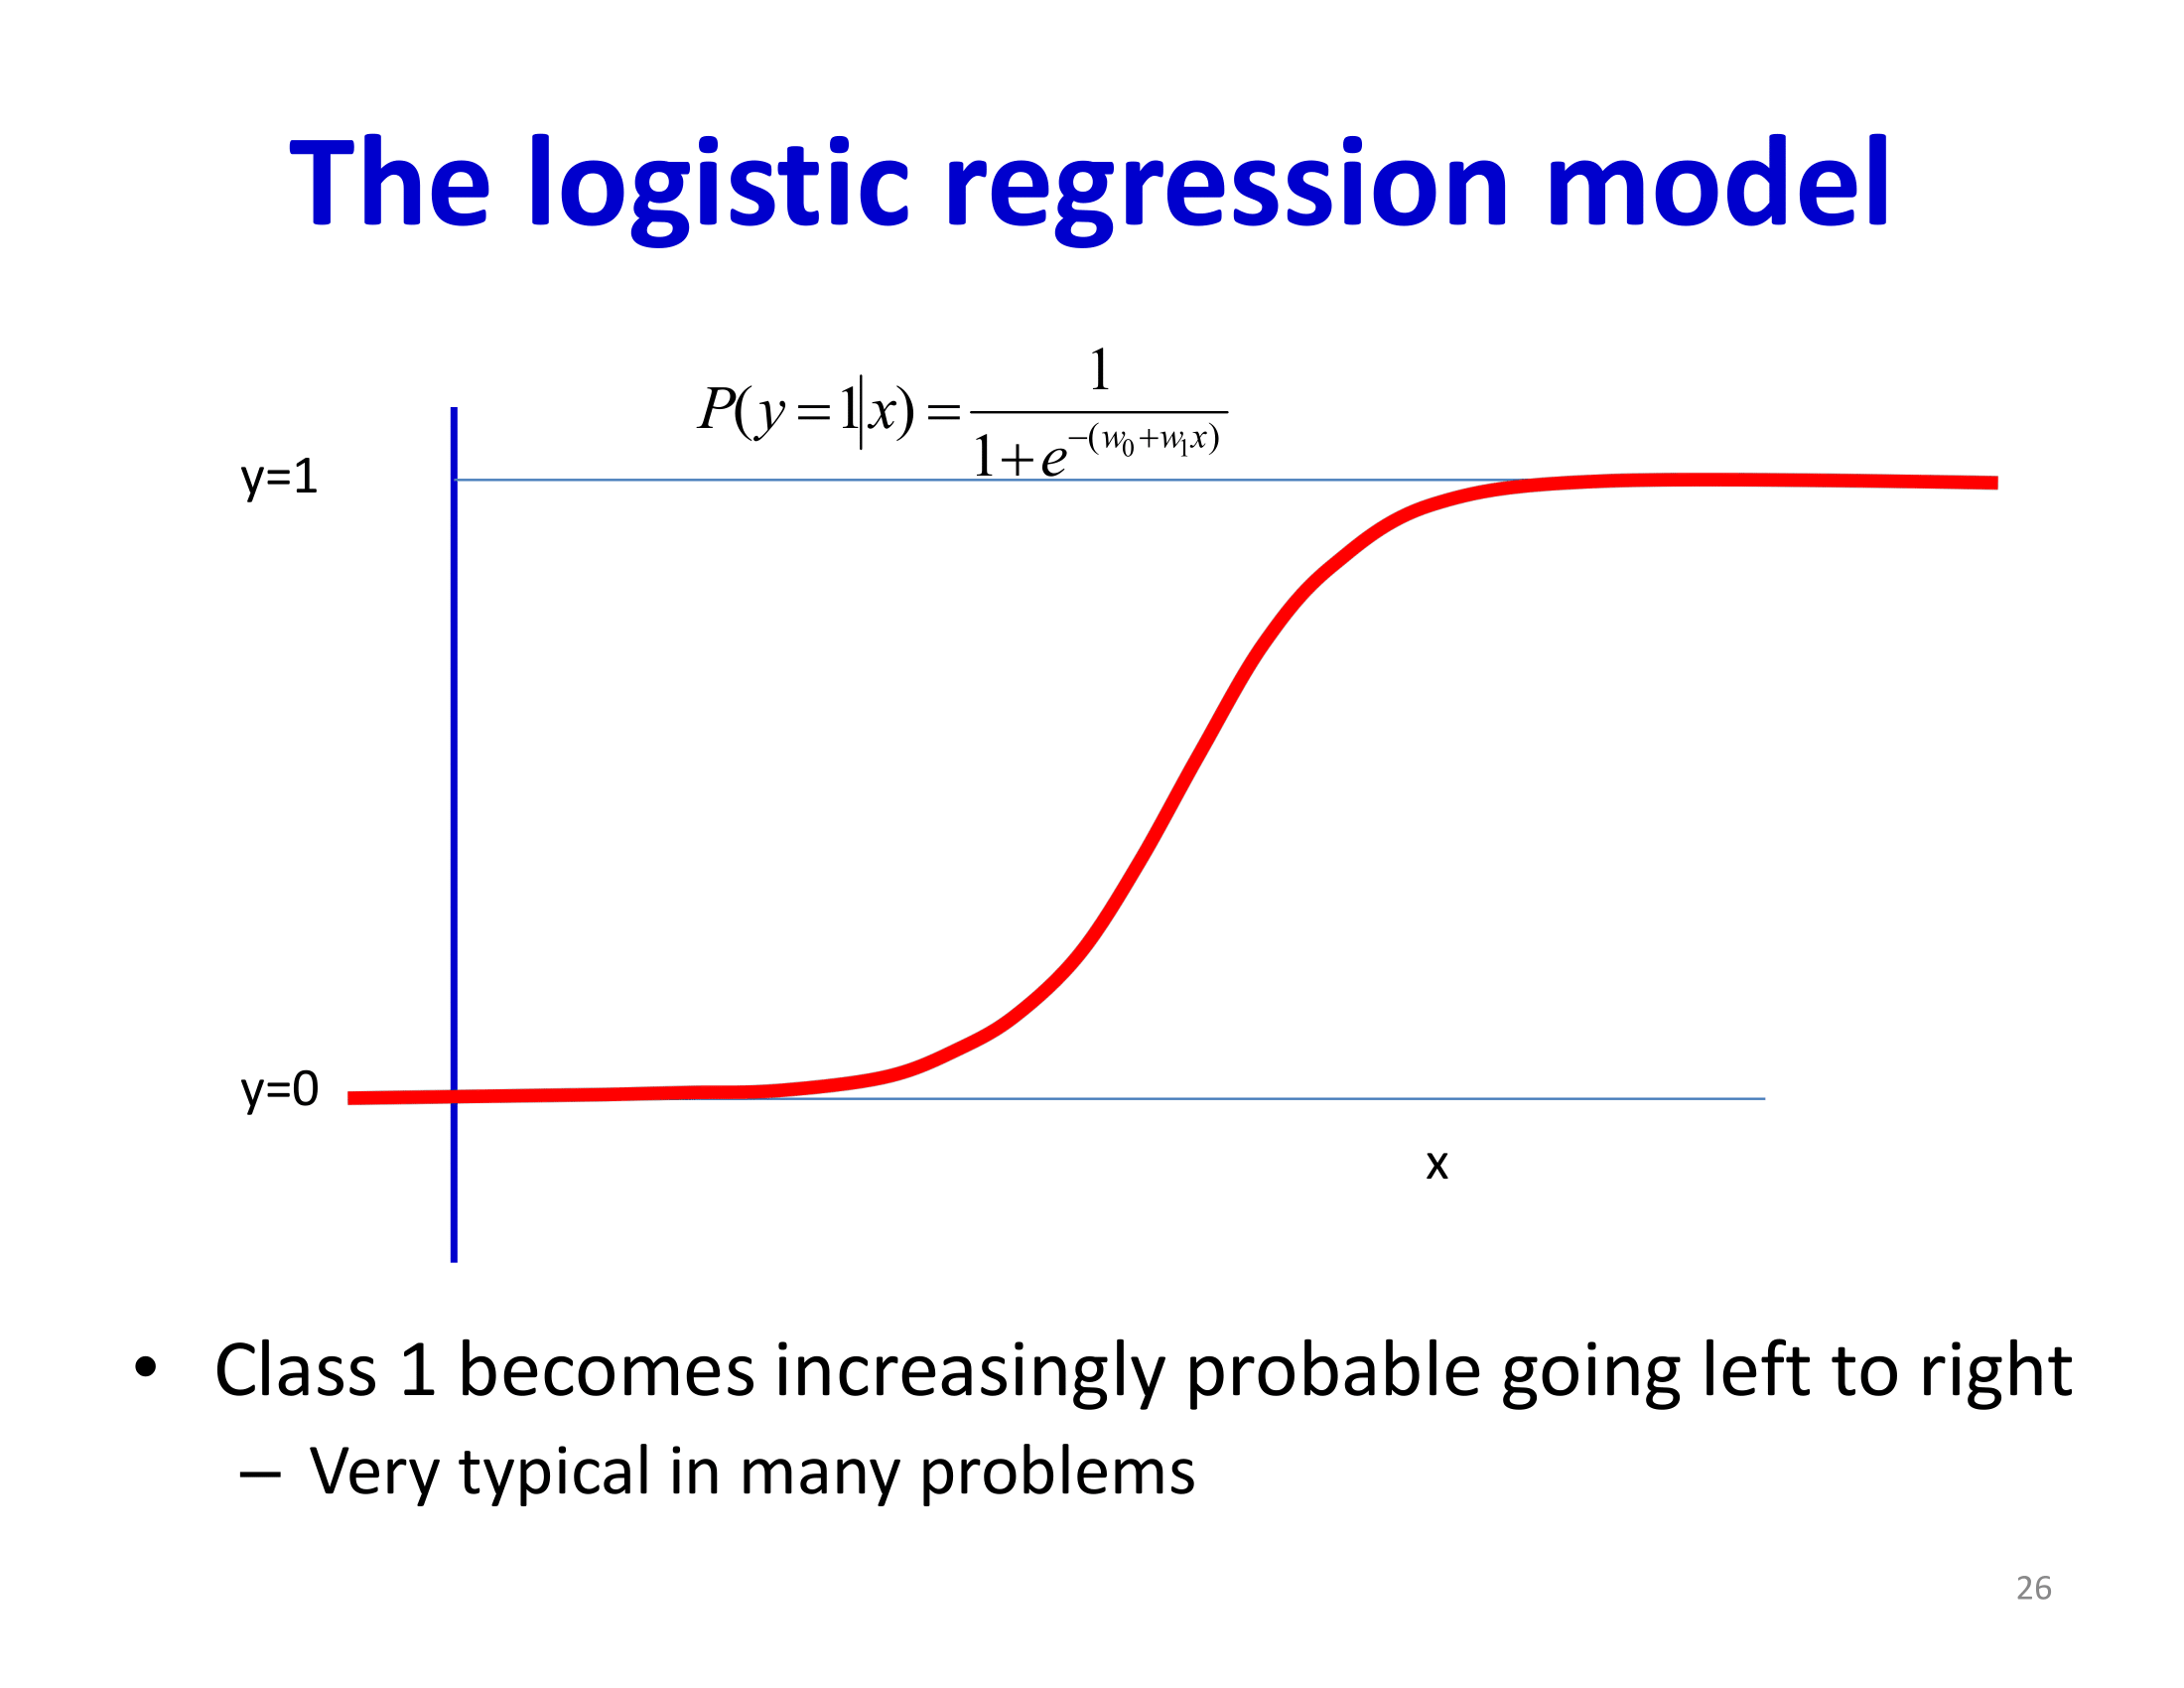 The logistic regression model
P(y=1|x) = 1 / (1+e^{-(w_0+w_1x)})
y=1
y=0
x
• Class 1 becomes increasingly probable going left to right
– Very typical in many problems
26